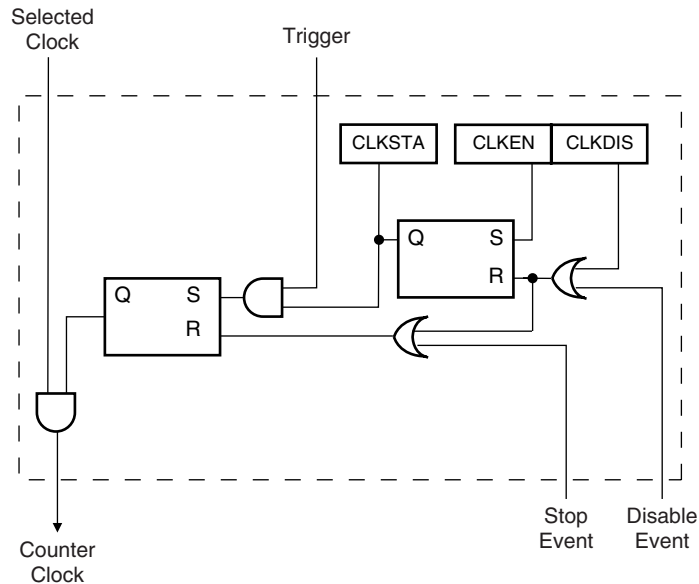 Selected
Clock
Trigger
CLKSTA
CLKEN
CLKDIS
Q
S
R
Q
S
R
Stop
Event
Disable
Event
Counter
Clock